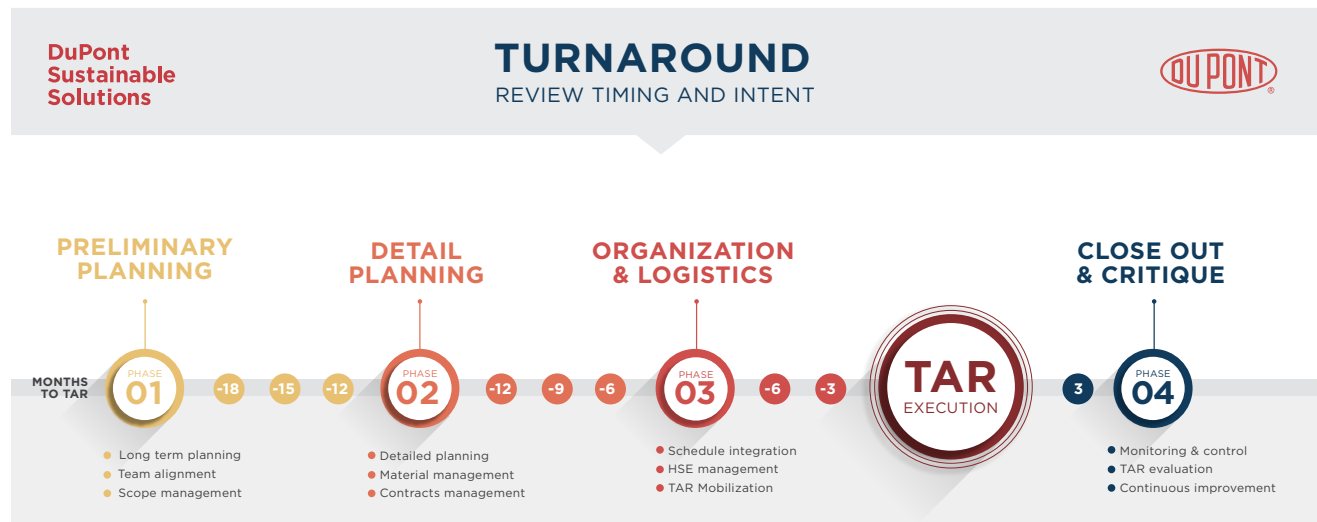 DuPont
Sustainable
Solutions
TURNAROUND
REVIEW TIMING AND INTENT
DU PONT®
PRELIMINARY
PLANNING
DETAIL
PLANNING
ORGANIZATION
& LOGISTICS
CLOSE OUT
& CRITIQUE
MONTHS
TO TAR
PHASE
01
-18
-15
-12
PHASE
02
-12
-9
-6
PHASE
03
-6
-3
TAR
EXECUTION
3
PHASE
04
Long term planning
Team alignment
Scope management
Detailed planning
Material management
Contracts management
Schedule integration
HSE management
TAR Mobilization
Monitoring & control
TAR evaluation
Continuous improvement